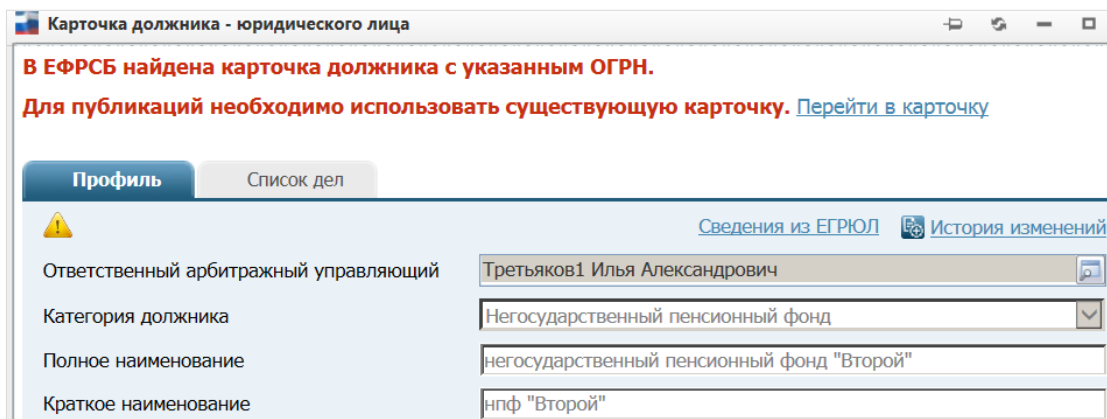 Карточка должника - юридического лица
В ЕФРСБ найдена карточка должника с указанным ОГРН.
Для публикаций необходимо использовать существующую карточку. Перейти в карточку
Профиль Список дел
Сведения из ЕГРЮЛ История изменений
Ответственный арбитражный управляющий Третьяков1 Илья Александрович
Категория должника Негосударственный пенсионный фонд
Полное наименование негосударственный пенсионный фонд "Второй"
Краткое наименование нпф "Второй"